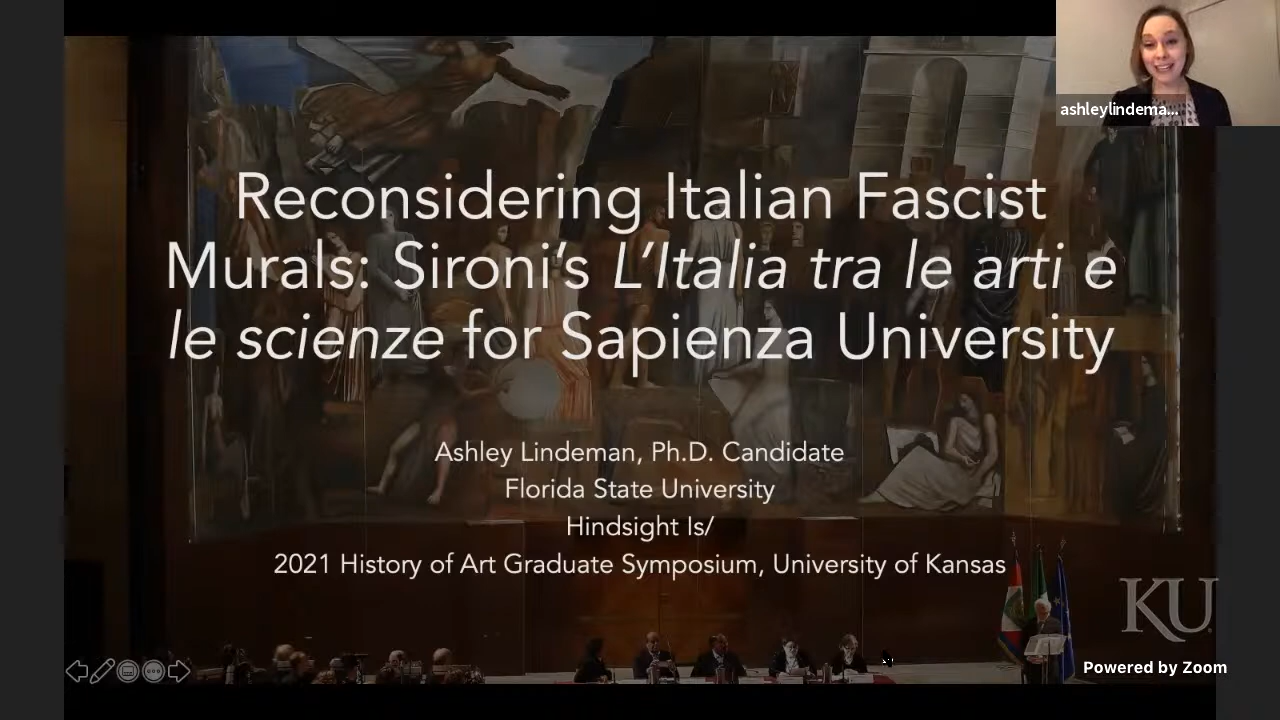 ashleylindema...
Reconsidering Italian Fascist
Murals: Sironi's L'Italia tra le arti e
le scienze for Sapienza University
Ashley Lindeman, Ph.D. Candidate
Florida State University
Hindsight Is/
2021 History of Art Graduate Symposium, University of Kansas
KU
Powered by Zoom